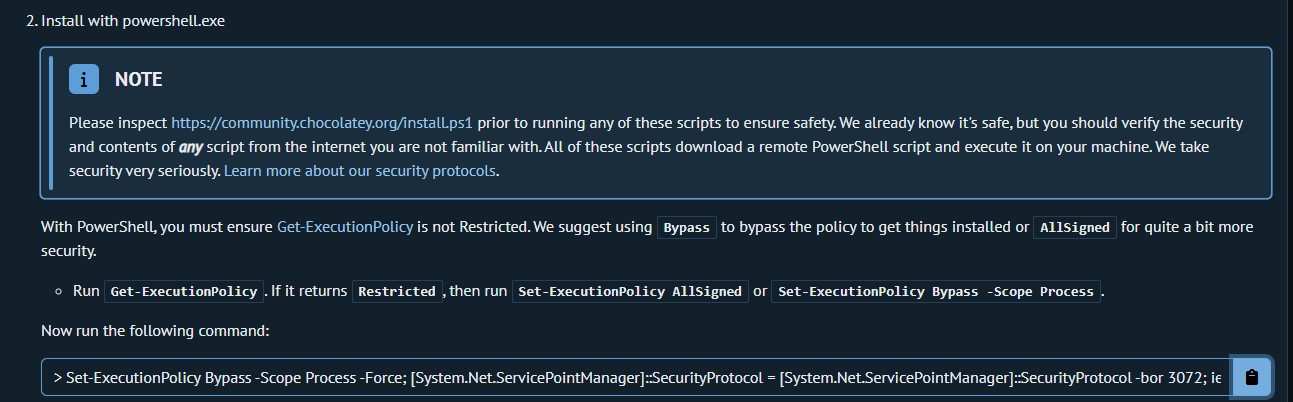 2. Install with powershell.exe
i NOTE
Please inspect https://community.chocolatey.org/install.ps1 prior to running any of these scripts to ensure safety. We already know it's safe, but you should verify the security
and contents of any script from the internet you are not familiar with. All of these scripts download a remote PowerShell script and execute it on your machine. We take
security very seriously. Learn more about our security protocols.
With PowerShell, you must ensure Get-ExecutionPolicy is not Restricted. We suggest using Bypass to bypass the policy to get things installed or AllSigned for quite a bit more
security.
Run Get-ExecutionPolicy. If it returns Restricted, then run Set-ExecutionPolicy AllSigned or Set-ExecutionPolicy Bypass -Scope Process.
Now run the following command:
> Set-ExecutionPolicy Bypass -Scope Process -Force; [System.Net.ServicePointManager]::SecurityProtocol = [System.Net.ServicePointManager]::SecurityProtocol -bor 3072; ie